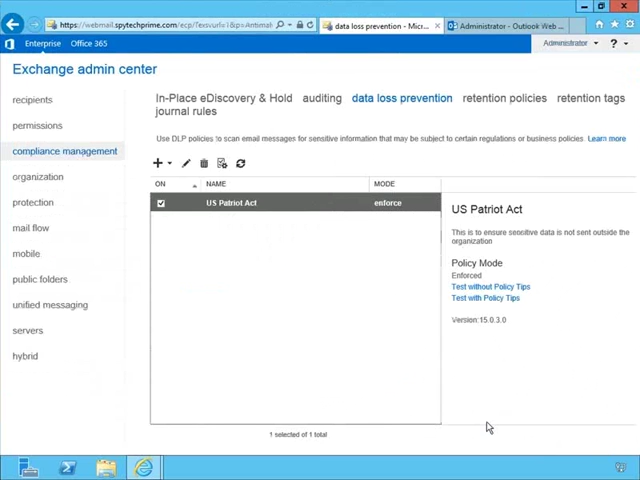 data loss prevention - Micr...
Administrator - Outlook Web ...
Enterprise Office 365
Administrator ?
Exchange admin center
recipients
permissions
compliance management
organization
protection
mail flow
mobile
public folders
unified messaging
servers
hybrid
In-Place eDiscovery & Hold auditing data loss prevention retention policies retention tags
journal rules
Use DLP policies to scan email messages for sensitive information that may be subject to certain regulations or business policies. Learn more
ON NAME MODE
US Patriot Act enforce
US Patriot Act
This is to ensure sensitive data is not sent outside the
organization
Policy Mode
Enforced
Test without Policy Tips
Test with Policy Tips
Version:15.0.3.0
1 selected of 1 total